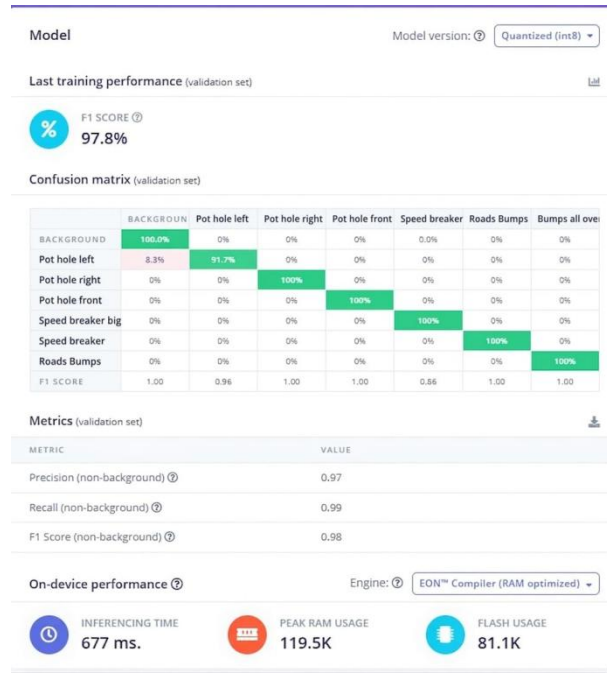 Model Model version: Quantized (int8)
Last training performance (validation set)
% F1 SCORE
97.8%
Confusion matrix (validation set)
BACKGROUN Pot hole left Pot hole right Pot hole front Speed breaker Roads Bumps Bumps all over
BACKGROUND 100.0% 0% 0% 0% 0.0% 0% 0%
Pot hole left 8.3% 91.7% 0% 0% 0% 0% 0%
Pot hole right 0% 0% 100% 0% 0% 0% 0%
Pot hole front 0% 0% 0% 100% 0% 0% 0%
Speed breaker big 0% 0% 0% 0% 100% 0% 0%
Speed breaker 0% 0% 0% 0% 0% 100% 0%
Roads Bumps 0% 0% 0% 0% 0% 0% 100%
F1 SCORE 1.00 0.96 1.00 1.00 0.86 1.00 1.00
Metrics (validation set)
METRIC VALUE
Precision (non-background) 0.97
Recall (non-background) 0.99
F1 Score (non-background) 0.98
On-device performance Engine: EON™ Compiler (RAM optimized)
INFERENCING TIME PEAK RAM USAGE FLASH USAGE
677 ms. 119.5K 81.1K